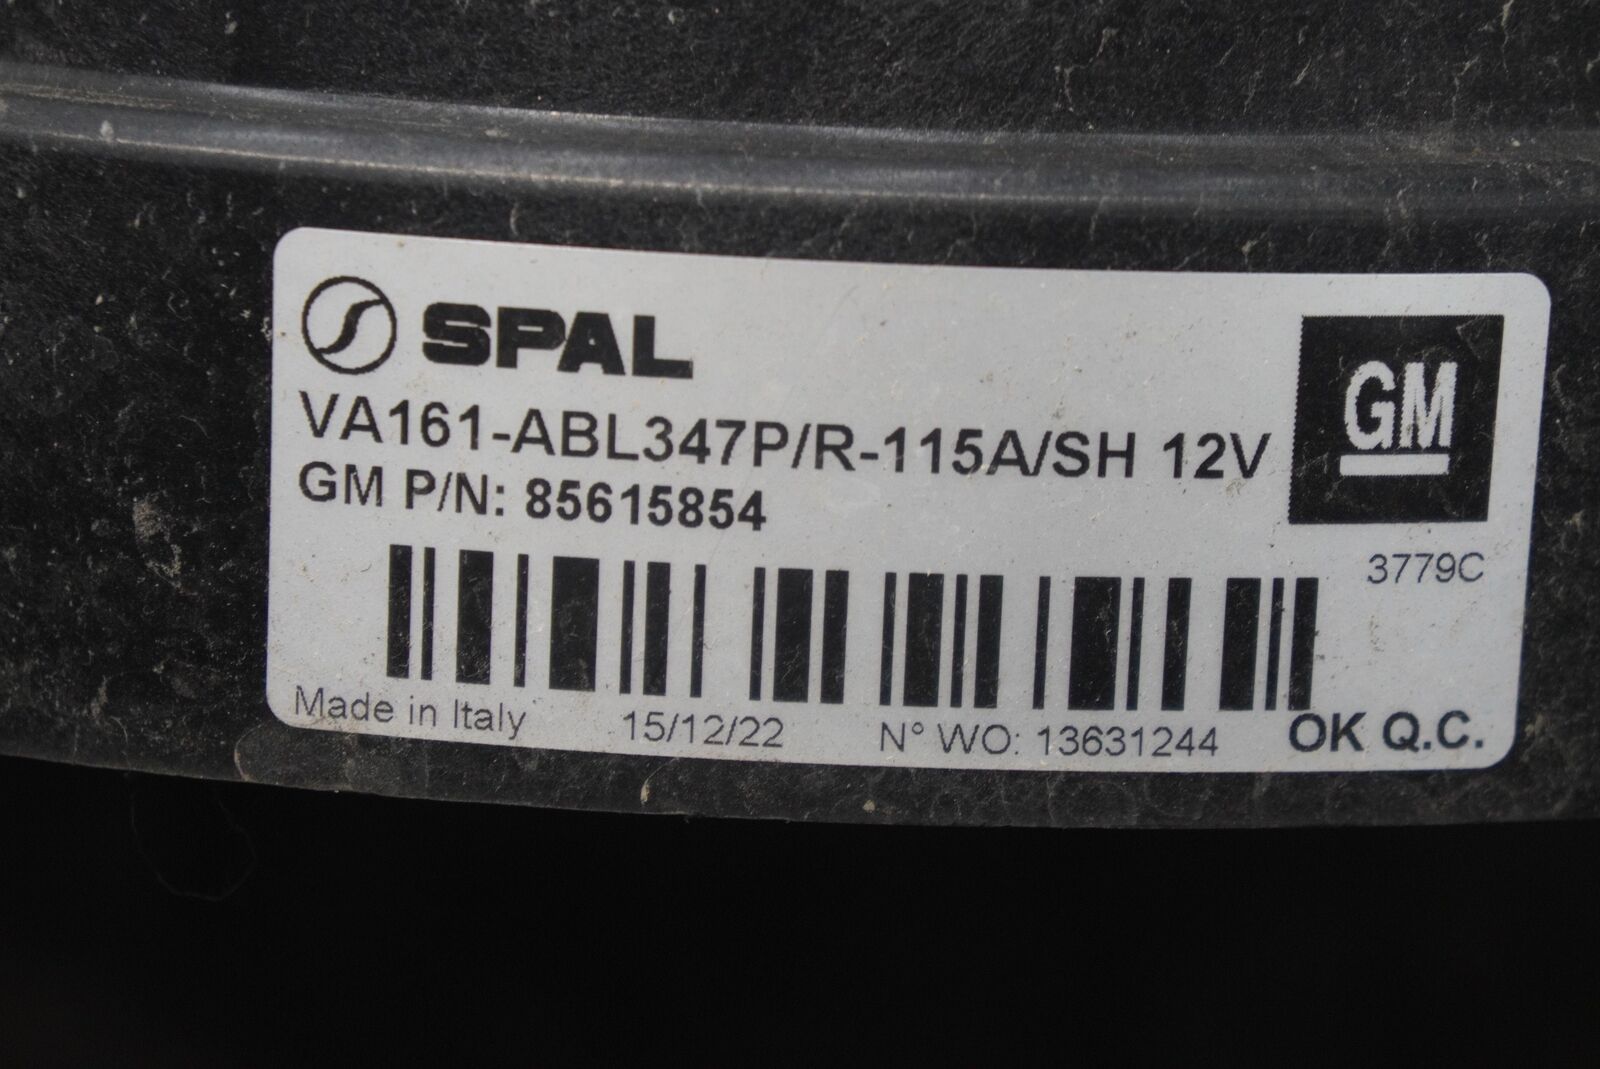 SPAL
VA161-ABL347P/R-115A/SH 12V
GM P/N: 85615854
GM
3779C
Made in Italy 15/12/22 N° WO: 13631244 OK Q.C.